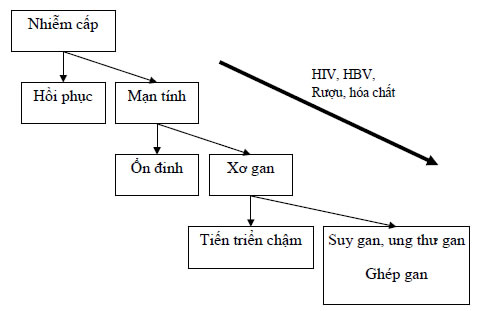 Nhiễm cấp
HIV, HBV,
Rượu, hóa chất
Hồi phục
Mạn tính
Ổn đinh
Xơ gan
Tiến triển chậm
Suy gan, ung thư gan
Ghép gan